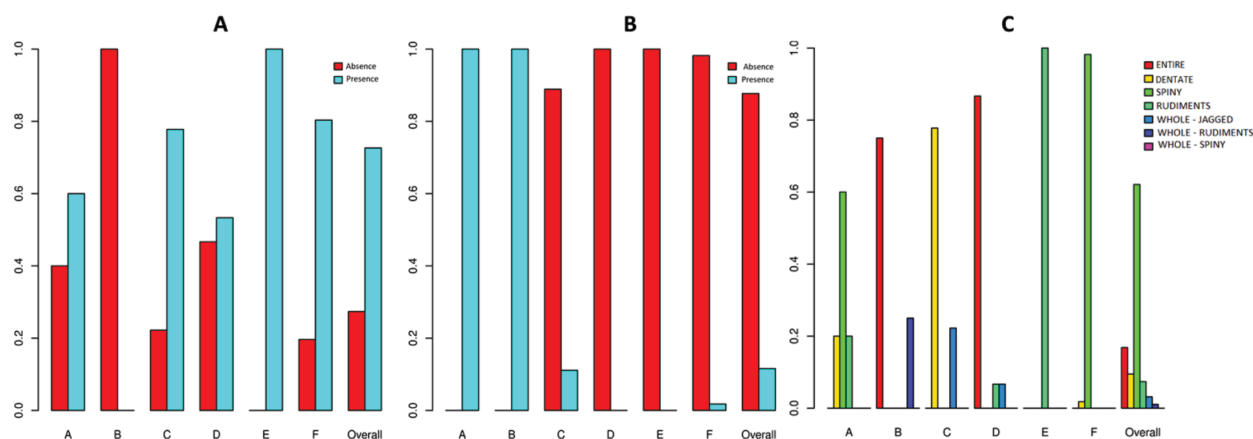 A
B
C
1.0
0.8
0.6
0.4
0.2
0.0
Absence
Presence
A B C D E F Overall
1.0
0.8
0.6
0.4
0.2
0.0
Absence
Presence
A B C D E F Overall
1.0
0.8
0.6
0.4
0.2
0.0
ENTIRE
DENTATE
SPINY
RUDIMENTS
WHOLE - JAGGED
WHOLE - RUDIMENTS
WHOLE - SPINY
A B C D E F Overall